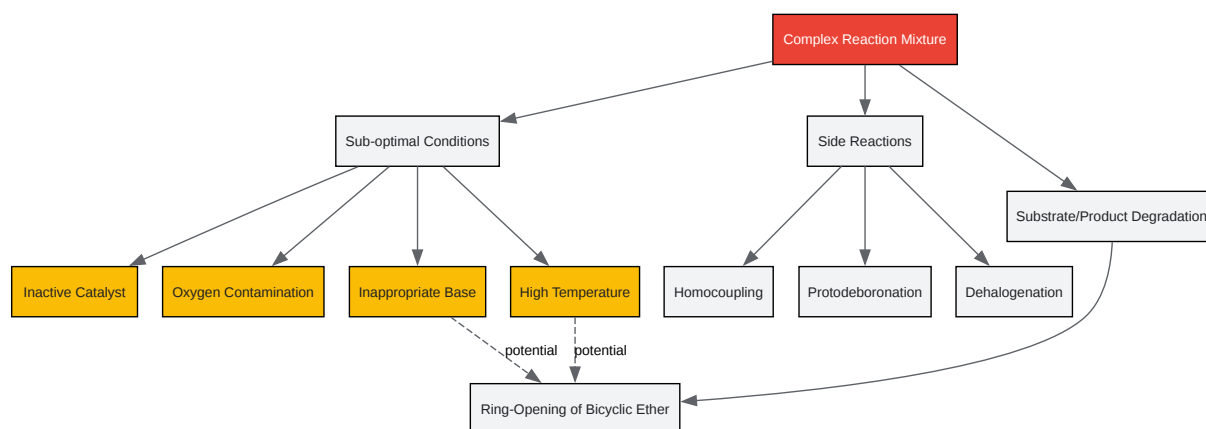 Complex Reaction Mixture
Sub-optimal Conditions
Side Reactions
Substrate/Product Degradation
Inactive Catalyst
Oxygen Contamination
Inappropriate Base
High Temperature
Homocoupling
Protodeboronation
Dehalogenation
potential
potential
Ring-Opening of Bicyclic Ether